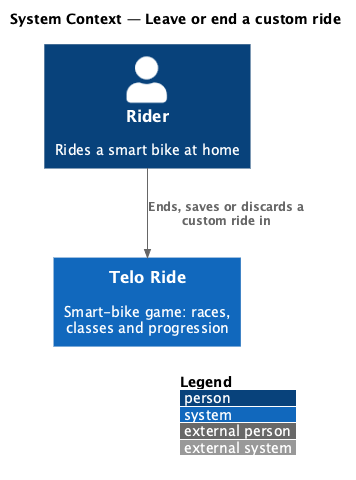 System Context — Leave or end a custom ride
Rider
Rides a smart bike at home
Ends, saves or discards a
custom ride in
Telo Ride
Smart-bike game: races,
classes and progression
Legend
person
system
external person
external system